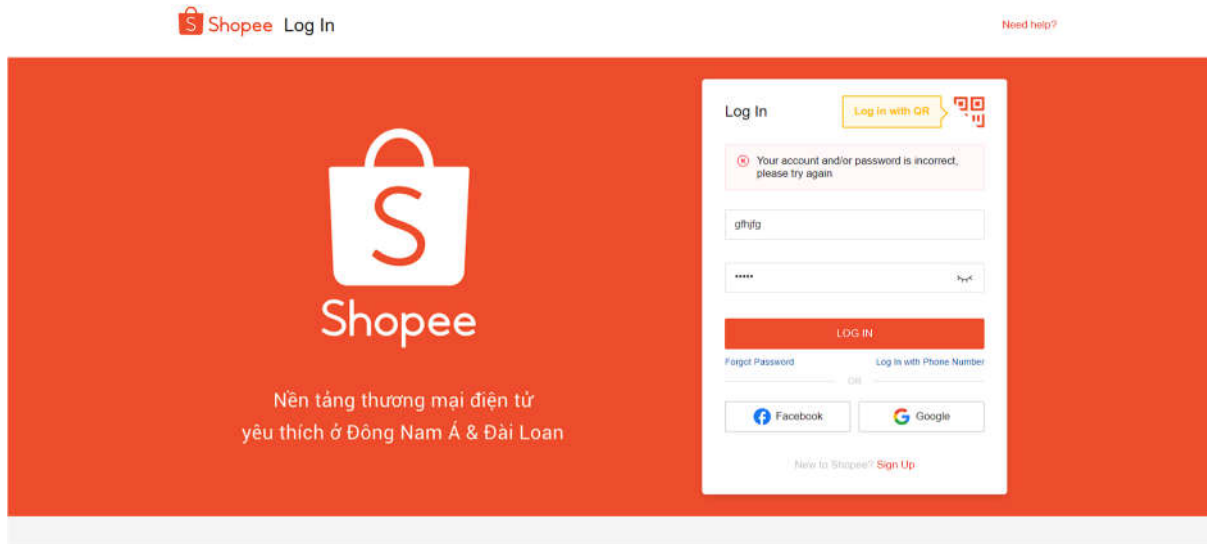 Shopee Log In
Need help?
Log In
Log in with QR
Your account and/or password is incorrect,
please try again
gfhjfg
•••••
LOG IN
Forgot Password
Log In with Phone Number
OR
Facebook
Google
New to Shopee? Sign Up
S
Shopee
Nền tảng thương mại điện tử
yêu thích ở Đông Nam Á & Đài Loan